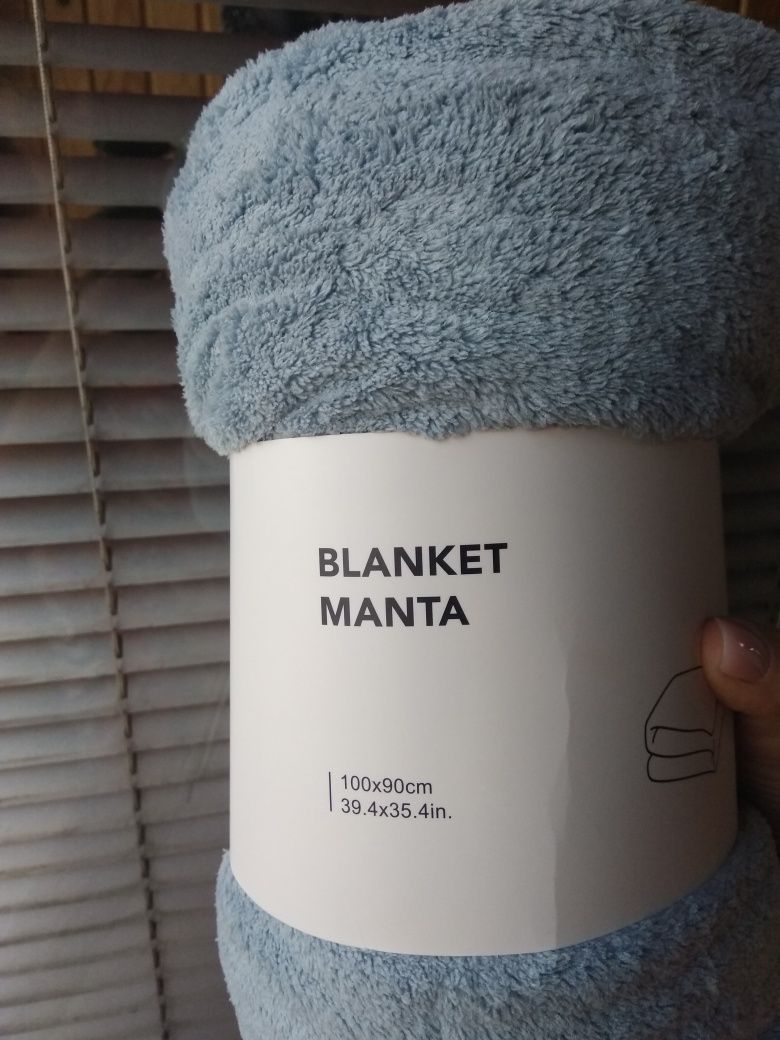 BLANKET
MANTA
100x90cm
39.4x35.4in.